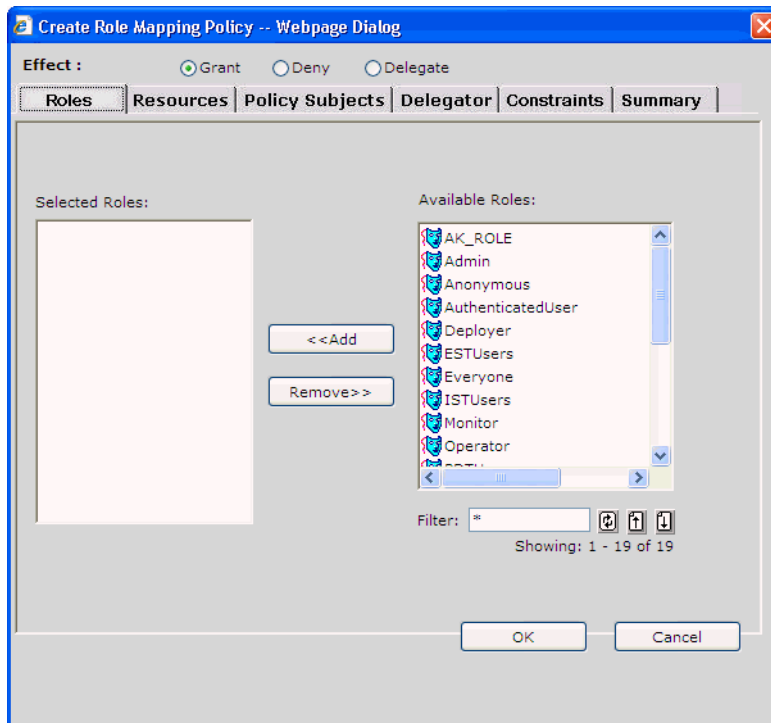 Create Role Mapping Policy -- Webpage Dialog
Effect : Grant Deny Delegate
Roles Resources Policy Subjects Delegator Constraints Summary
Selected Roles:
Available Roles:
AK_ROLE
Admin
Anonymous
AuthenticatedUser
Deployer
ESTUsers
Everyone
ISTUsers
Monitor
Operator
<<Add
Remove>>
Filter: *
Showing: 1 - 19 of 19
OK Cancel